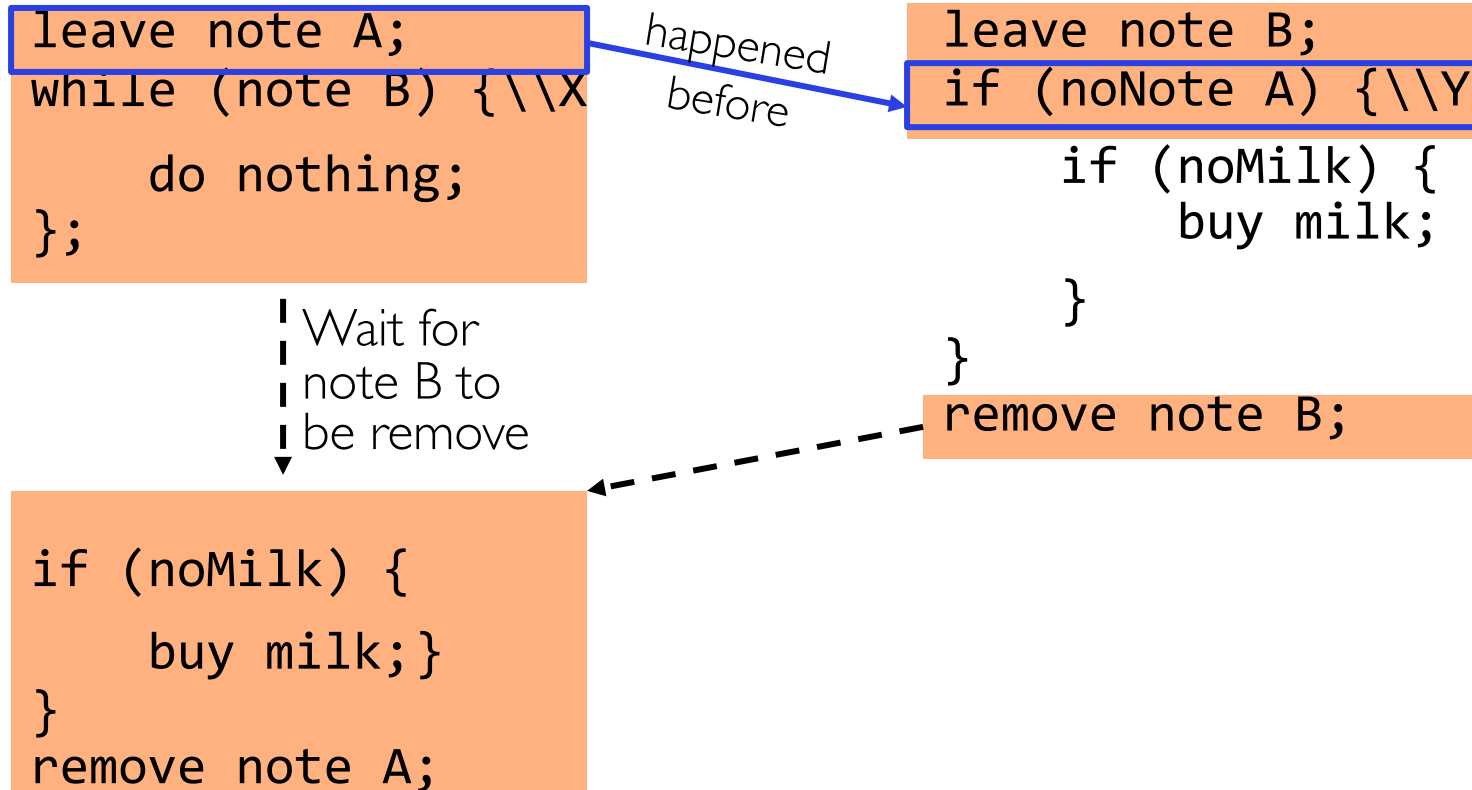 leave note A;
while (note B) {\\X
do nothing;
};
happened
before
leave note B;
if (noNote A) {\\Y
if (noMilk) {
buy milk;
}
}
remove note B;
Wait for
note B to
be remove
if (noMilk) {
buy milk;}
}
remove note A;